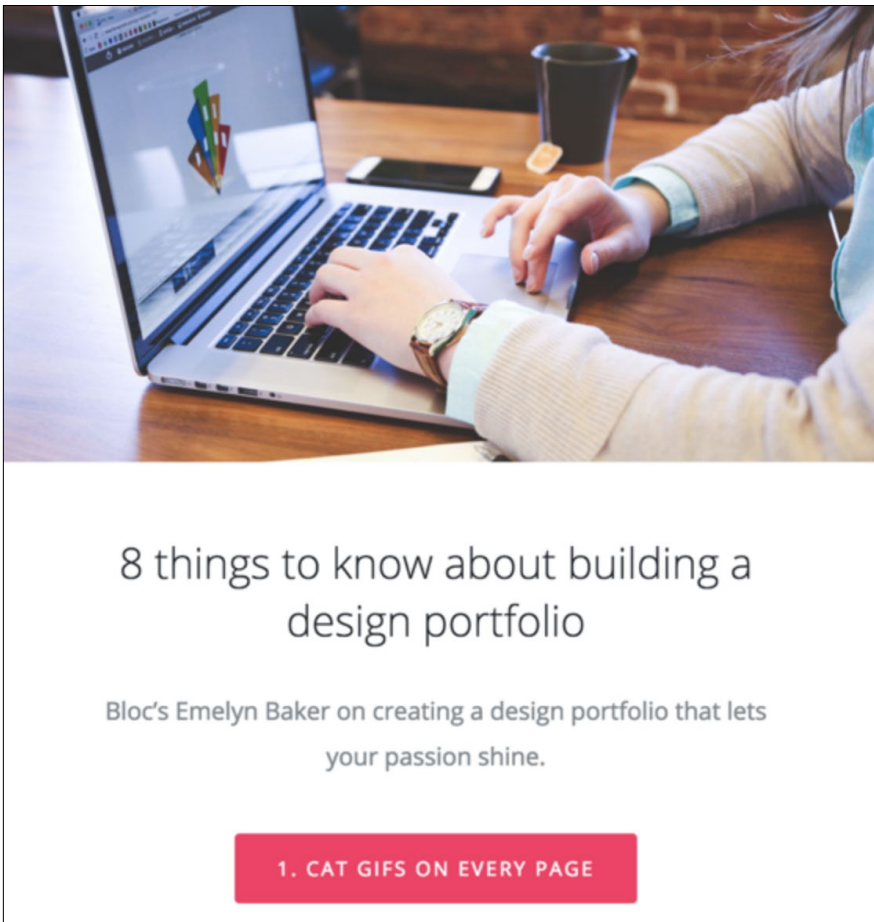 8 things to know about building a
design portfolio
Bloc’s Emelyn Baker on creating a design portfolio that lets
your passion shine.
1. CAT GIFS ON EVERY PAGE